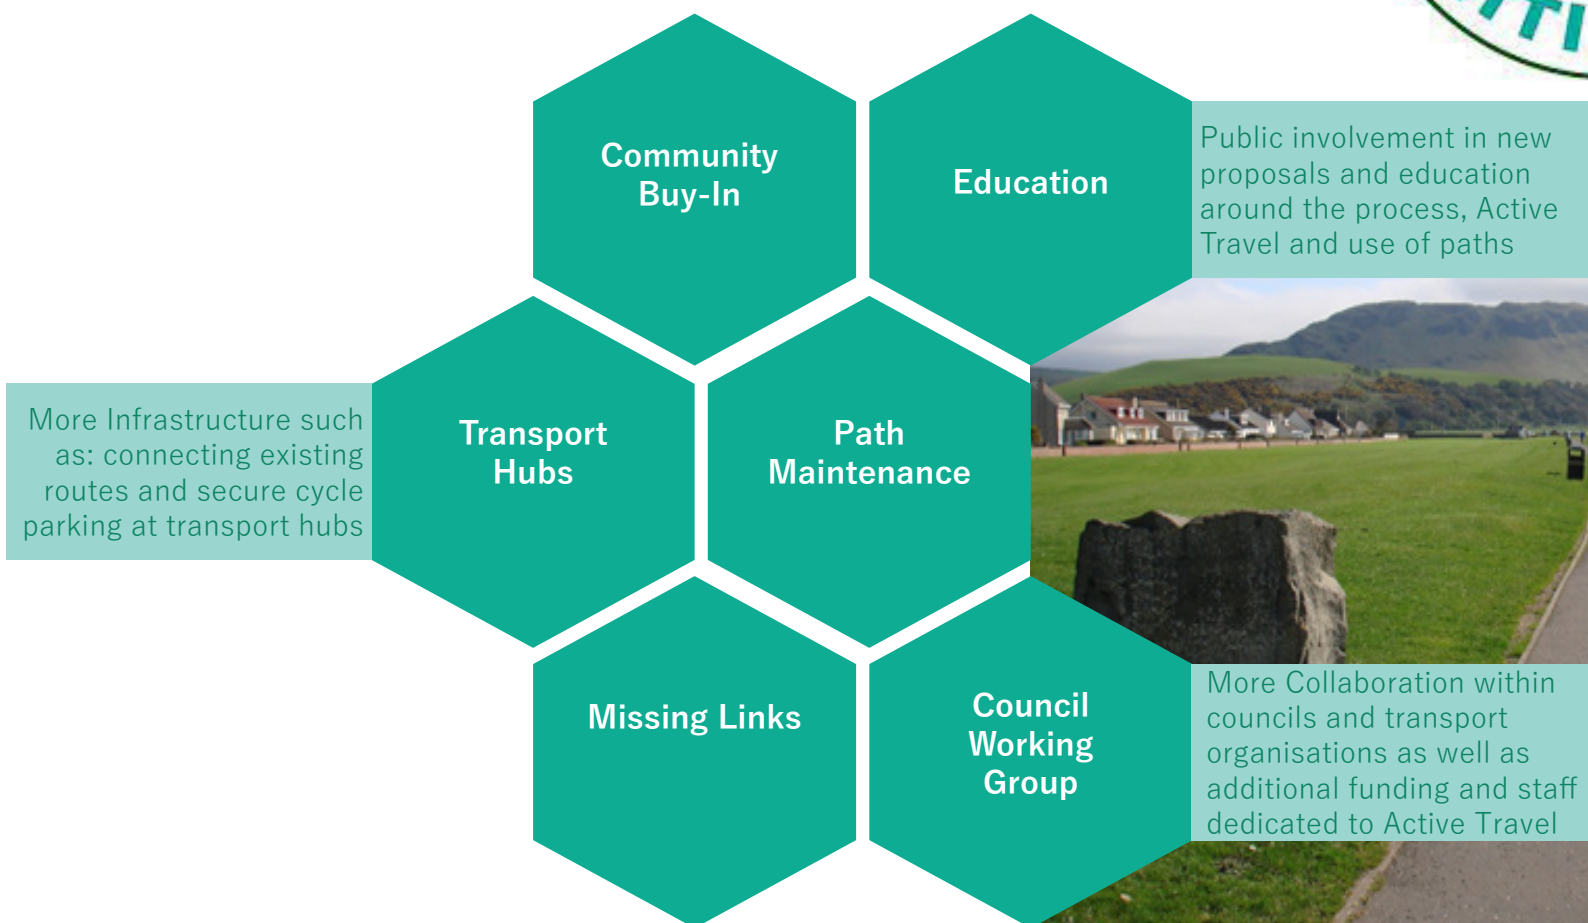 Community
Buy-In
Education
Public involvement in new
proposals and education
around the process, Active
Travel and use of paths
More Infrastructure such
as: connecting existing
routes and secure cycle
parking at transport hubs
Transport
Hubs
Path
Maintenance
Missing Links
Council
Working
Group
More Collaboration within
councils and transport
organisations as well as
additional funding and staff
dedicated to Active Travel